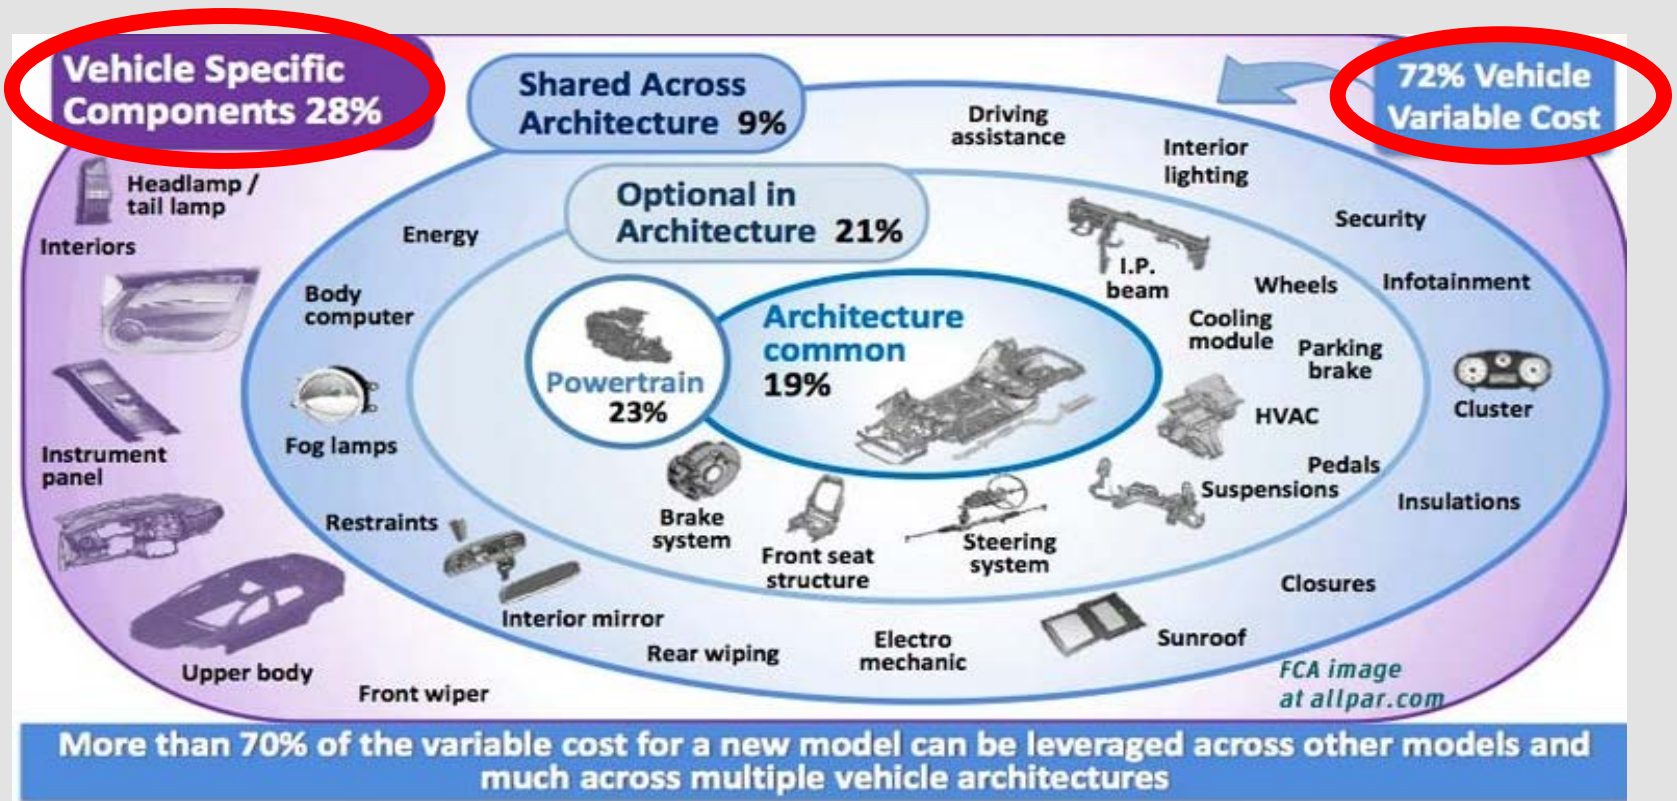 Vehicle Specific
Components 28%
Shared Across
Architecture 9%
72% Vehicle
Variable Cost
Optional in
Architecture 21%
Powertrain
23%
Architecture
common
19%
Headlamp /
tail lamp
Interiors
Instrument
panel
Upper body
Front wiper
Energy
Body
computer
Fog lamps
Restraints
Interior mirror
Rear wiping
Electro
mechanic
Sunroof
Closures
Insulations
Cluster
Infotainment
Security
Interior
lighting
Driving
assistance
I.P.
beam
Wheels
Cooling
module
Parking
brake
HVAC
Pedals
Suspensions
Steering
system
Front seat
structure
Brake
system
FCA image
at allpar.com
More than 70% of the variable cost for a new model can be leveraged across other models and
much across multiple vehicle architectures